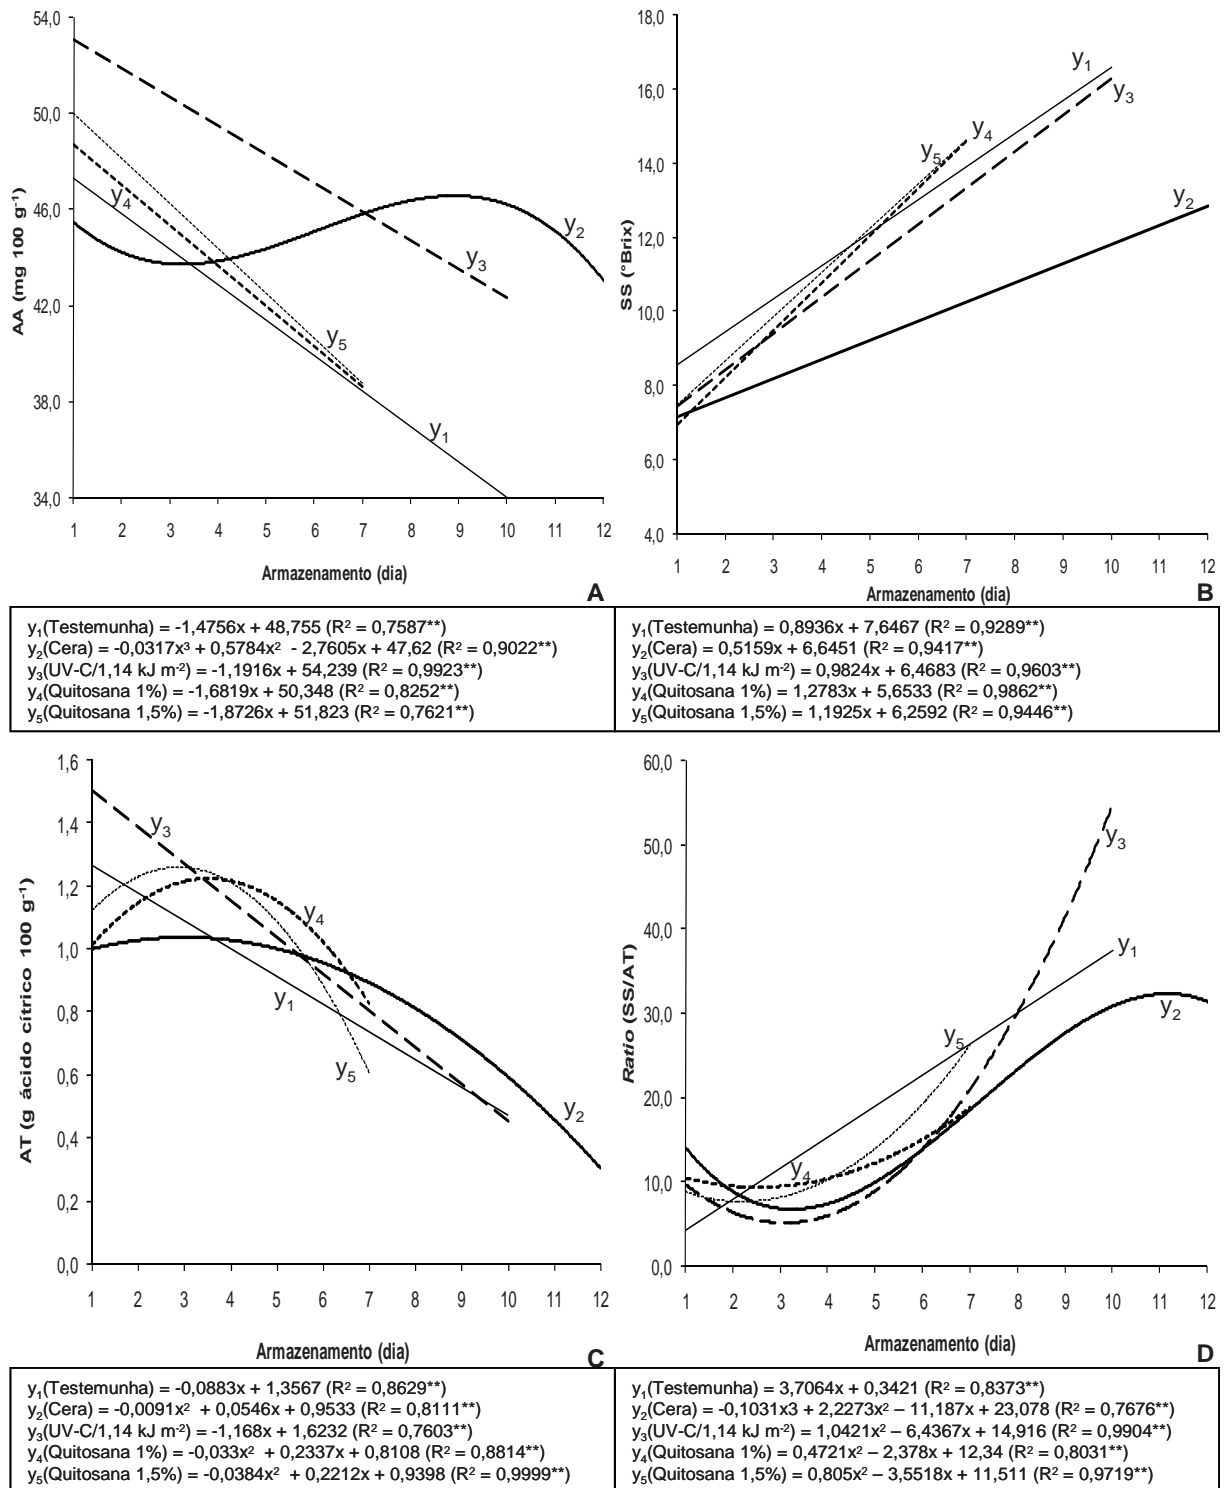 54,0
50,0
46,0
42,0
38,0
34,0
AA (mg 100 g⁻¹)
y₄
y₂
y₃
y₅
y₁
1 2 3 4 5 6 7 8 9 10 11 12
Armazenamento (dia)
A
18,0
16,0
14,0
12,0
10,0
8,0
6,0
4,0
SS (°Brix)
y₁
y₃
y₄
y₅
y₂
1 2 3 4 5 6 7 8 9 10 11 12
Armazenamento (dia)
B
y₁(Testemunha) = -1,4756x + 48,755 (R² = 0,7587**)
y₂(Cera) = -0,0317x³ + 0,5784x² - 2,7605x + 47,62 (R² = 0,9022**)
y₃(UV-C/1,14 kJ m⁻²) = -1,1916x + 54,239 (R² = 0,9923**)
y₄(Quitosana 1%) = -1,6819x + 50,348 (R² = 0,8252**)
y₅(Quitosana 1,5%) = -1,8726x + 51,823 (R² = 0,7621**)
y₁(Testemunha) = 0,8936x + 7,6467 (R² = 0,9289**)
y₂(Cera) = 0,5159x + 6,6451 (R² = 0,9417**)
y₃(UV-C/1,14 kJ m⁻²) = 0,9824x + 6,4683 (R² = 0,9603**)
y₄(Quitosana 1%) = 1,2783x + 5,6533 (R² = 0,9862**)
y₅(Quitosana 1,5%) = 1,1925x + 6,2592 (R² = 0,9446**)
1,6
1,4
1,2
1,0
0,8
0,6
0,4
0,2
0,0
AT (g ácido cítrico 100 g⁻¹)
y₃
y₄
y₁
y₅
y₂
1 2 3 4 5 6 7 8 9 10 11 12
Armazenamento (dia)
C
60,0
50,0
40,0
30,0
20,0
10,0
0,0
Ratio (SS/AT)
y₃
y₁
y₂
y₅
y₄
1 2 3 4 5 6 7 8 9 10 11 12
Armazenamento (dia)
D
y₁(Testemunha) = -0,0883x + 1,3567 (R² = 0,8629**)
y₂(Cera) = -0,0091x² + 0,0546x + 0,9533 (R² = 0,8111**)
y₃(UV-C/1,14 kJ m⁻²) = -1,168x + 1,6232 (R² = 0,7603**)
y₄(Quitosana 1%) = -0,033x² + 0,2337x + 0,8108 (R² = 0,8814**)
y₅(Quitosana 1,5%) = -0,0384x² + 0,2212x + 0,9398 (R² = 0,9999**)
y₁(Testemunha) = 3,7064x + 0,3421 (R² = 0,8373**)
y₂(Cera) = -0,1031x3 + 2,2273x² − 11,187x + 23,078 (R² = 0,7676**)
y₃(UV-C/1,14 kJ m⁻²) = 1,0421x² − 6,4367x + 14,916 (R² = 0,9904**)
y₄(Quitosana 1%) = 0,4721x² − 2,378x + 12,34 (R² = 0,8031**)
y₅(Quitosana 1,5%) = 0,805x² − 3,5518x + 11,511 (R² = 0,9719**)